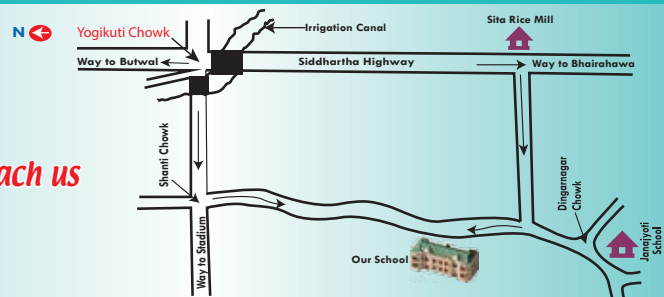 N
Yogikuti Chowk
Irrigation Canal
Sita Rice Mill
Way to Butwal
Siddhartha Highway
Way to Bhairahawa
Shanti Chowk
ach us
Dingarnagar
Chowk
Janajyoti
School
Way to Stadium
Our School